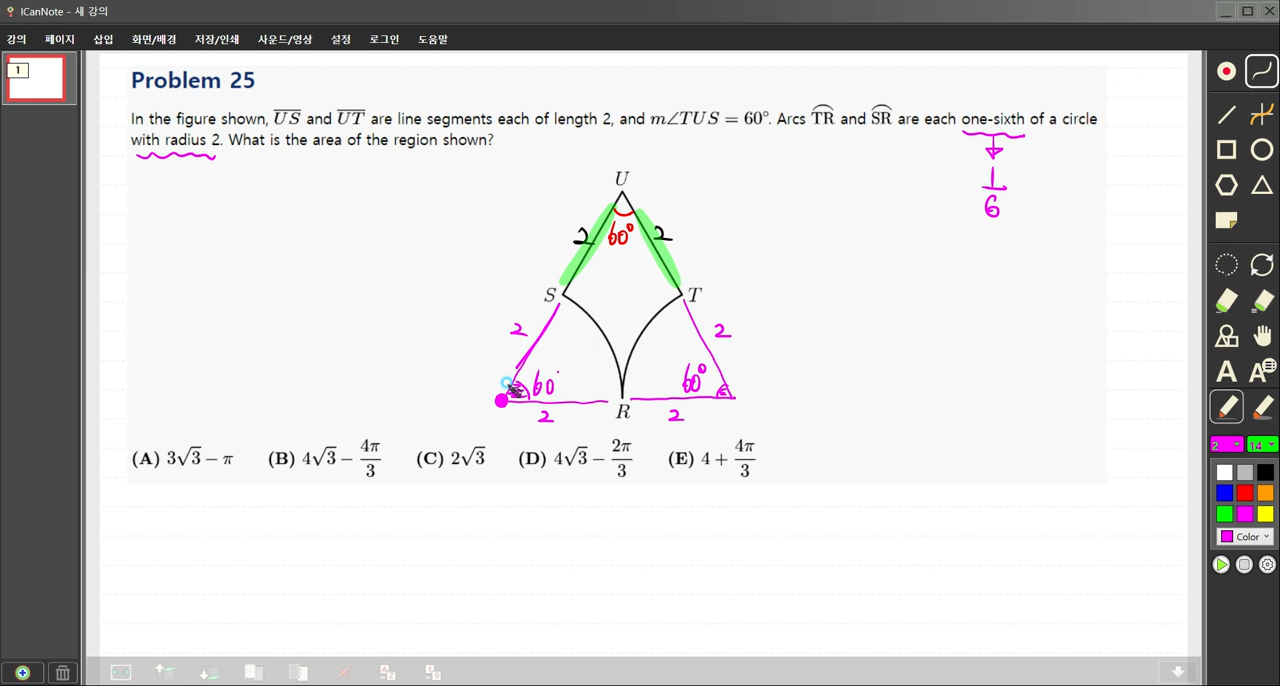 ICanNote - 새 강의
강의 페이지 삽입 화면/배경 저장/인쇄 사운드/영상 설정 로그인 도움말
1
Problem 25
In the figure shown, US and UT are line segments each of length 2, and m∠TUS = 60°. Arcs TR and SR are each one-sixth of a circle
with radius 2. What is the area of the region shown?
1
6
U
2 60° 2
S T
2 2
60° 60°
2 R 2
(A) 3√3 − π (B) 4√3 − 4π/3 (C) 2√3 (D) 4√3 − 2π/3 (E) 4 + 4π/3
A A
2 14
Color